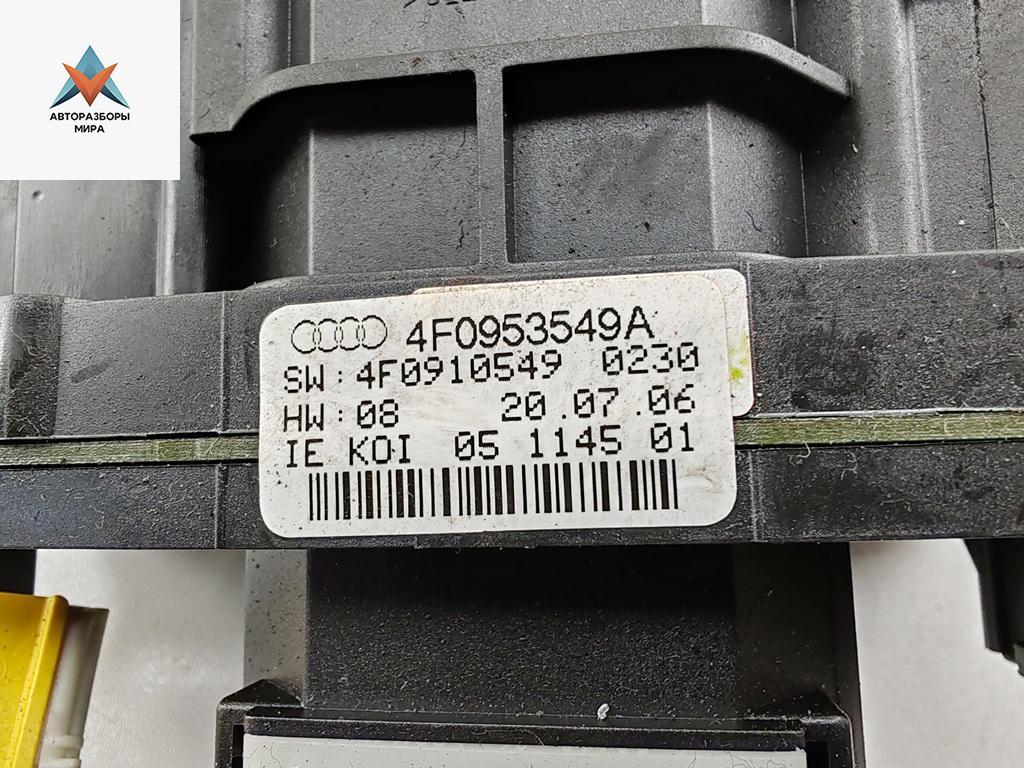 АВТОРАЗБОРЫ
МИРА
4F0953549A
SW: 4F0910549 0230
HW: 08 20.07.06
IE KOI 05 1145 01